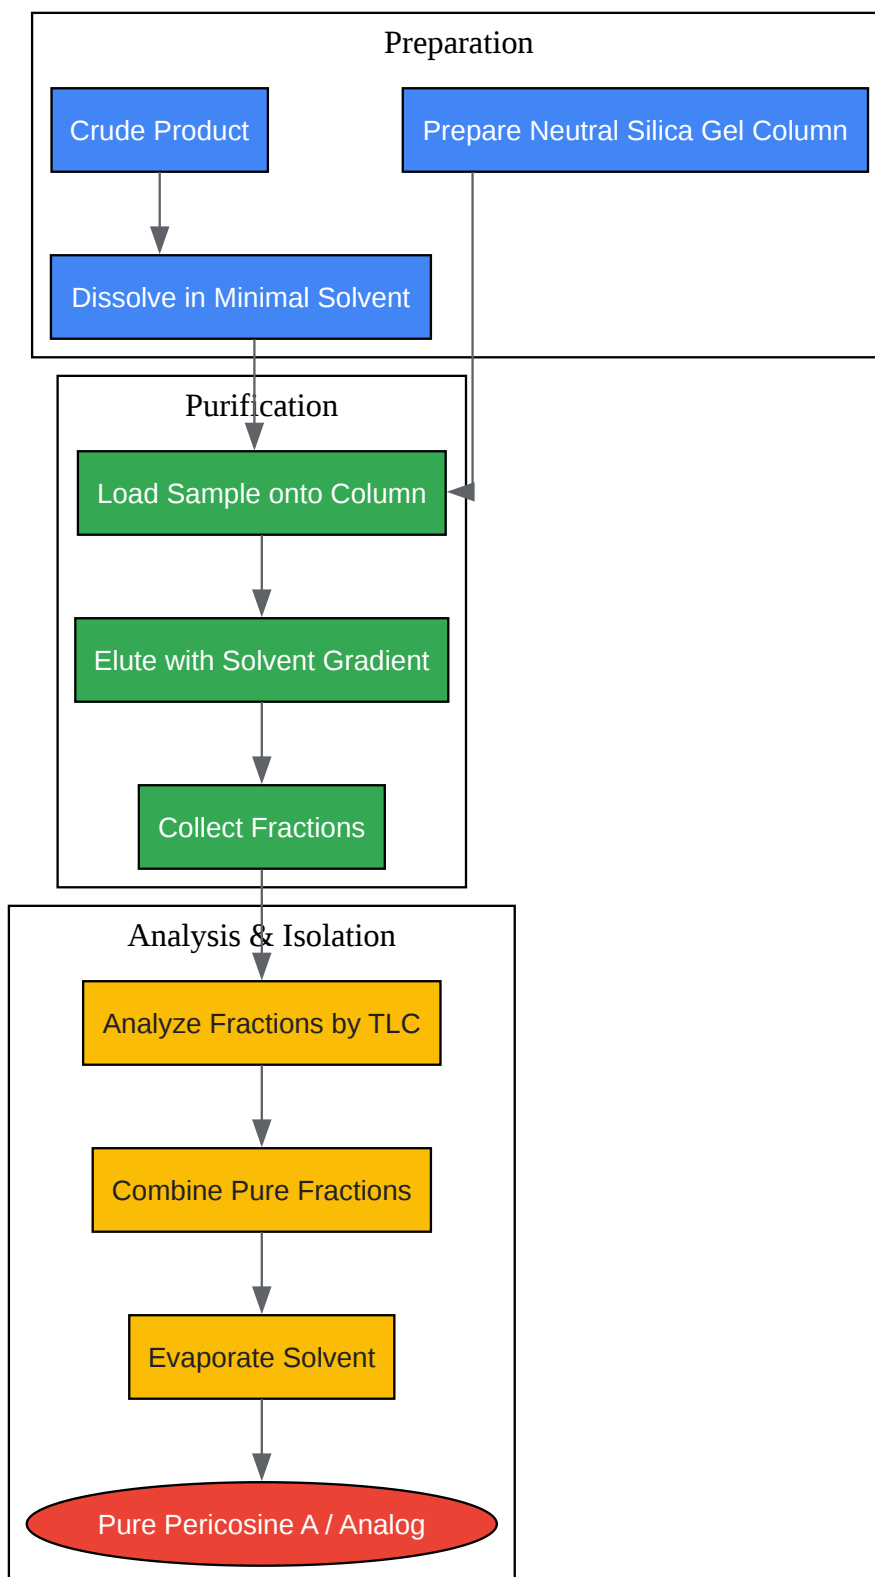 Preparation
Crude Product
Prepare Neutral Silica Gel Column
Dissolve in Minimal Solvent
Purification
Load Sample onto Column
Elute with Solvent Gradient
Collect Fractions
Analysis & Isolation
Analyze Fractions by TLC
Combine Pure Fractions
Evaporate Solvent
Pure Pericosine A / Analog